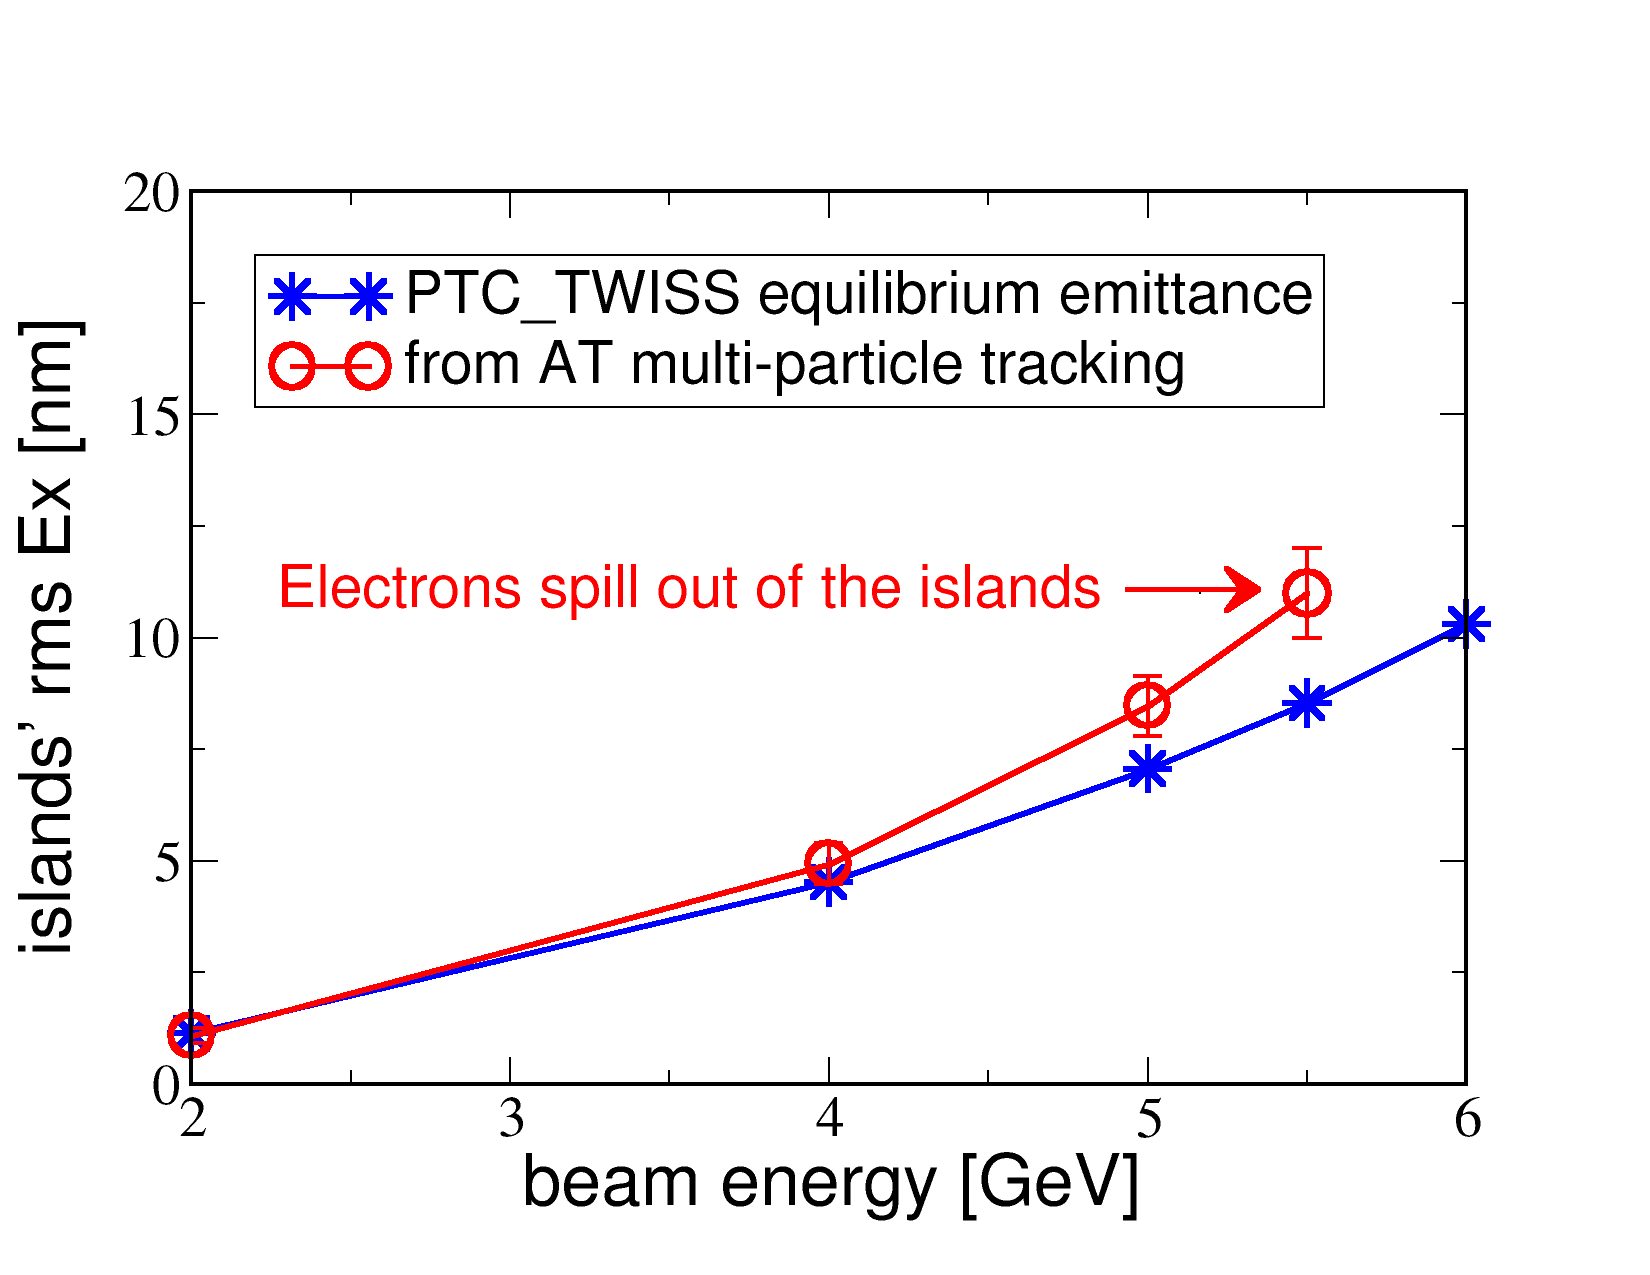 20
15
10
5
0
PTC_TWISS equilibrium emittance
from AT multi-particle tracking
Electrons spill out of the islands
islands’ rms Ex [nm]
2 3 4 5 6
beam energy [GeV]